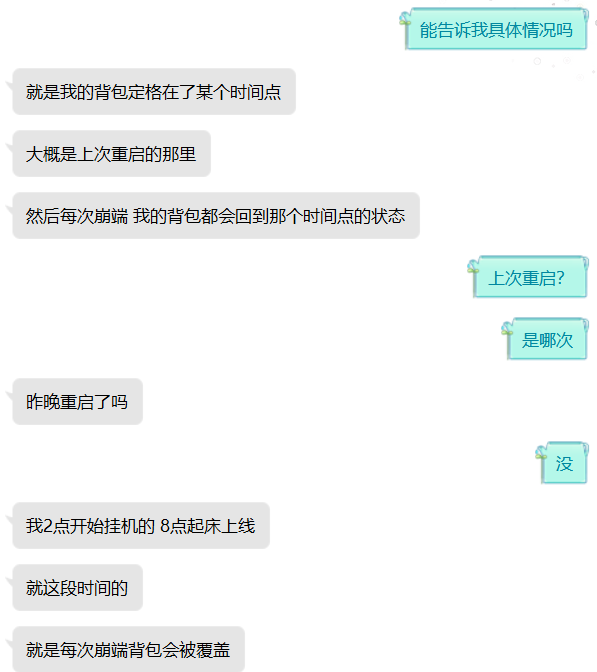 能告诉我具体情况吗
就是我的背包定格在了某个时间点
大概是上次重启的那里
然后每次崩端 我的背包都会回到那个时间点的状态
上次重启?
是哪次
昨晚重启了吗
没
我2点开始挂机的 8点起床上线
就这段时间的
就是每次崩端背包会被覆盖